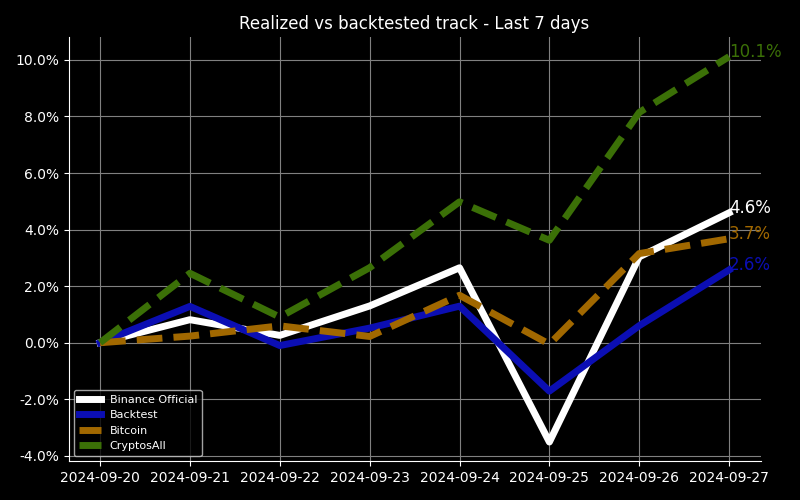 Realized vs backtested track - Last 7 days
10.0%
8.0%
6.0%
4.0%
2.0%
0.0%
-2.0%
-4.0%
10.1%
4.6%
3.7%
2.6%
Binance Official
Backtest
Bitcoin
CryptosAll
2024-09-20 2024-09-21 2024-09-22 2024-09-23 2024-09-24 2024-09-25 2024-09-26 2024-09-27